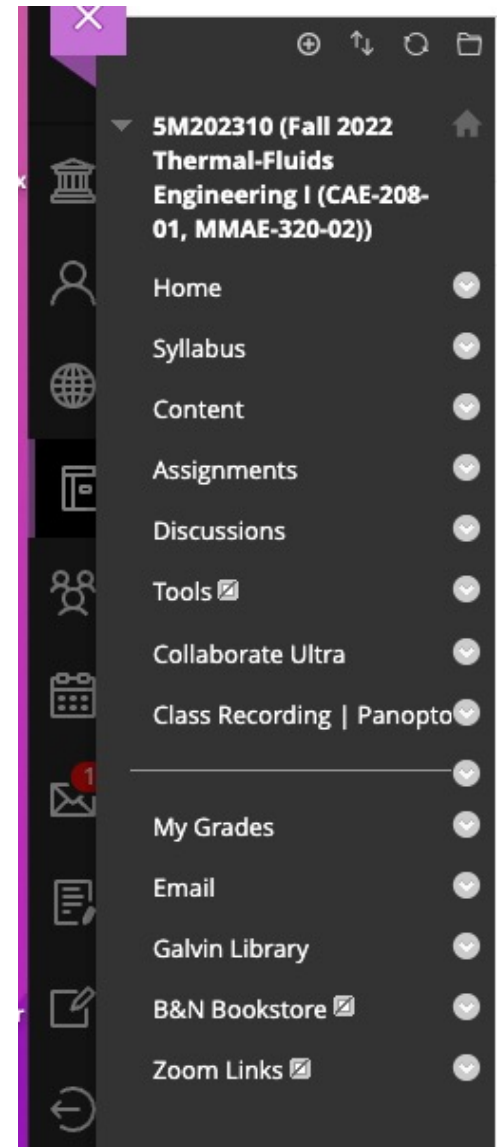 5M202310 (Fall 2022
Thermal-Fluids
Engineering I (CAE-208-
01, MMAE-320-02))
Home
Syllabus
Content
Assignments
Discussions
Tools
Collaborate Ultra
Class Recording | Panopto
1
My Grades
Email
Galvin Library
B&N Bookstore
Zoom Links